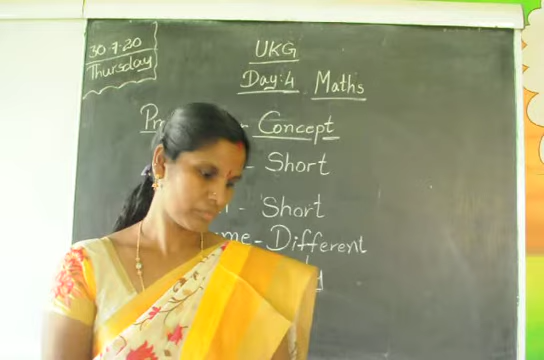 30.7.20
Thursday
UKG
Day:4 Maths
- Concept
- Short
- Short
- Different